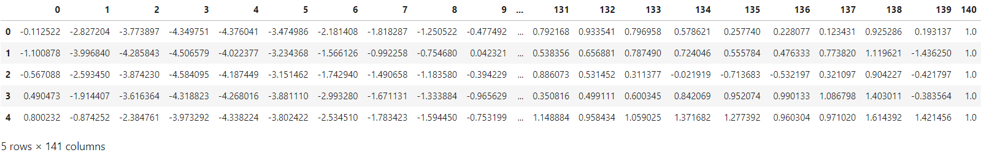 0 1 2 3 4 5 6 7 8 9 ... 131 132 133 134 135 136 137 138 139 140
0 -0.112522 -2.827204 -3.773897 -4.349751 -4.376041 -3.474986 -2.181408 -1.818287 -1.250522 -0.477492 ... 0.792168 0.933541 0.796958 0.578621 0.257740 0.228077 0.123431 0.925286 0.193137 1.0
1 -1.100878 -3.996840 -4.285843 -4.506579 -4.022377 -3.234368 -1.566126 -0.992258 -0.754680 0.042321 ... 0.538356 0.656881 0.787490 0.724046 0.555784 0.476333 0.773820 1.119621 -1.436250 1.0
2 -0.567088 -2.593450 -3.874230 -4.584095 -4.187449 -3.151462 -1.742940 -1.490658 -1.183580 -0.394229 ... 0.886073 0.531452 0.311377 -0.021919 -0.713683 -0.532197 0.321097 0.904227 -0.421797 1.0
3 0.490473 -1.914407 -3.616364 -4.318823 -4.268016 -3.881110 -2.993280 -1.671131 -1.333884 -0.965629 ... 0.350816 0.499111 0.600345 0.842069 0.952074 0.990133 1.086798 1.403011 -0.383564 1.0
4 0.800232 -0.874252 -2.384761 -3.973292 -4.338224 -3.802422 -2.534510 -1.783423 -1.594450 -0.753199 ... 1.148884 0.958434 1.059025 1.371682 1.277392 0.960304 0.971020 1.614392 1.421456 1.0
5 rows × 141 columns